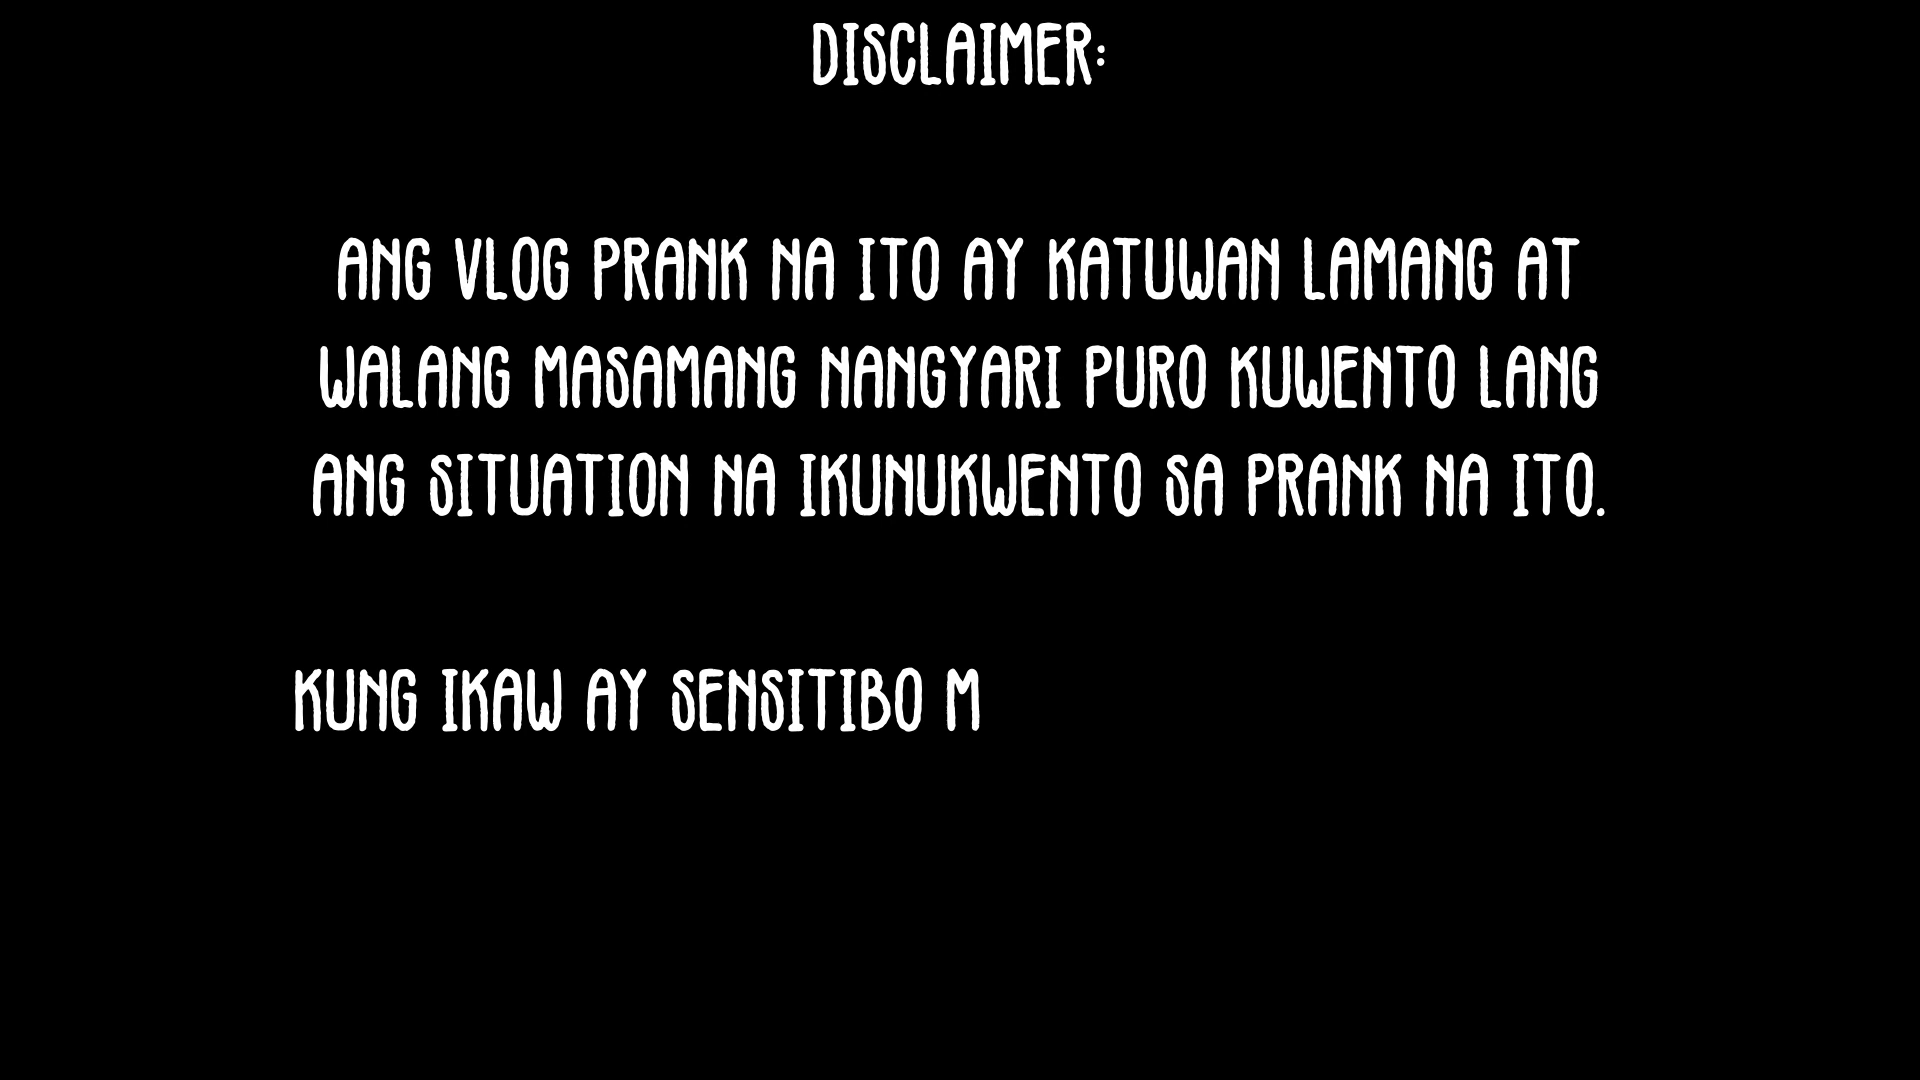 DISCLAIMER:
ANG VLOG PRANK NA ITO AY KATUWAN LAMANG AT
WALANG MASAMANG NANGYARI PURO KUWENTO LANG
ANG SITUATION NA IKUNUKWENTO SA PRANK NA ITO.
KUNG IKAW AY SENSITIBO M